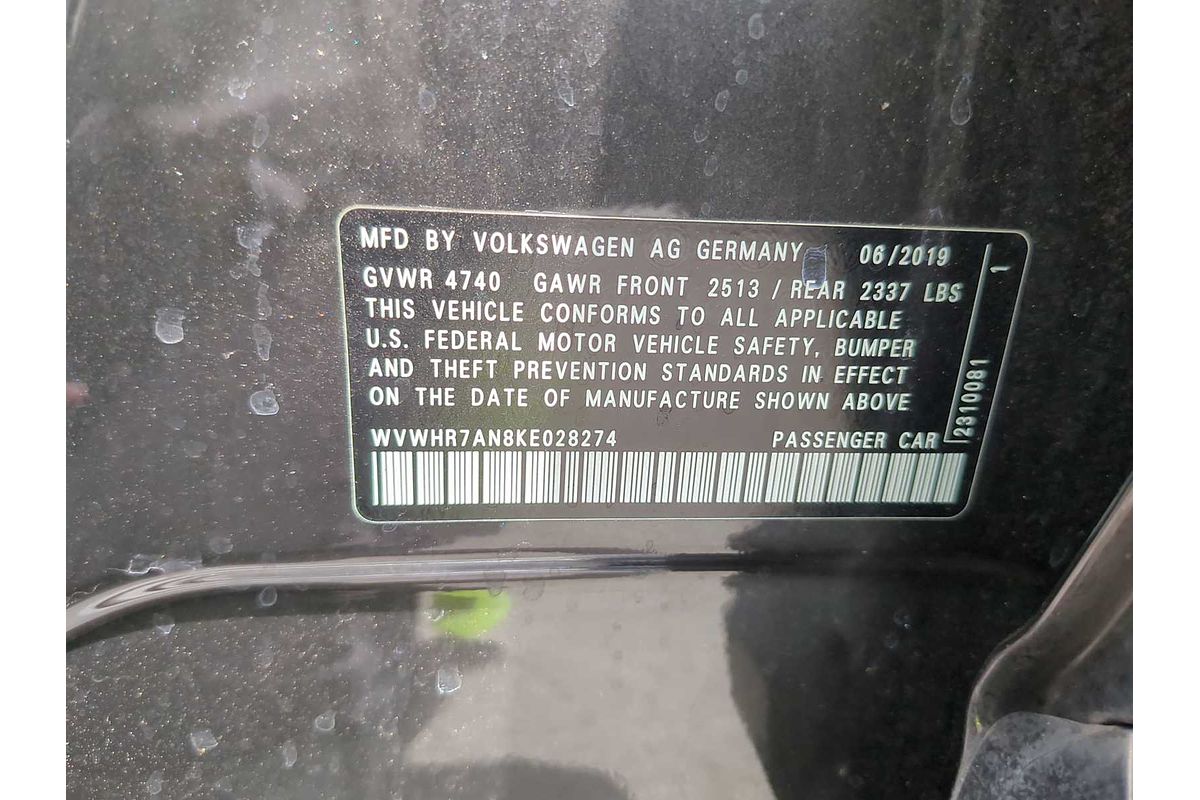 MFD BY VOLKSWAGEN AG GERMANY 06/2019
GVWR 4740 GAWR FRONT 2513 / REAR 2337 LBS
THIS VEHICLE CONFORMS TO ALL APPLICABLE
U.S. FEDERAL MOTOR VEHICLE SAFETY, BUMPER
AND THEFT PREVENTION STANDARDS IN EFFECT
ON THE DATE OF MANUFACTURE SHOWN ABOVE
WVWHR7AN8KE028274 PASSENGER CAR
2310081 1